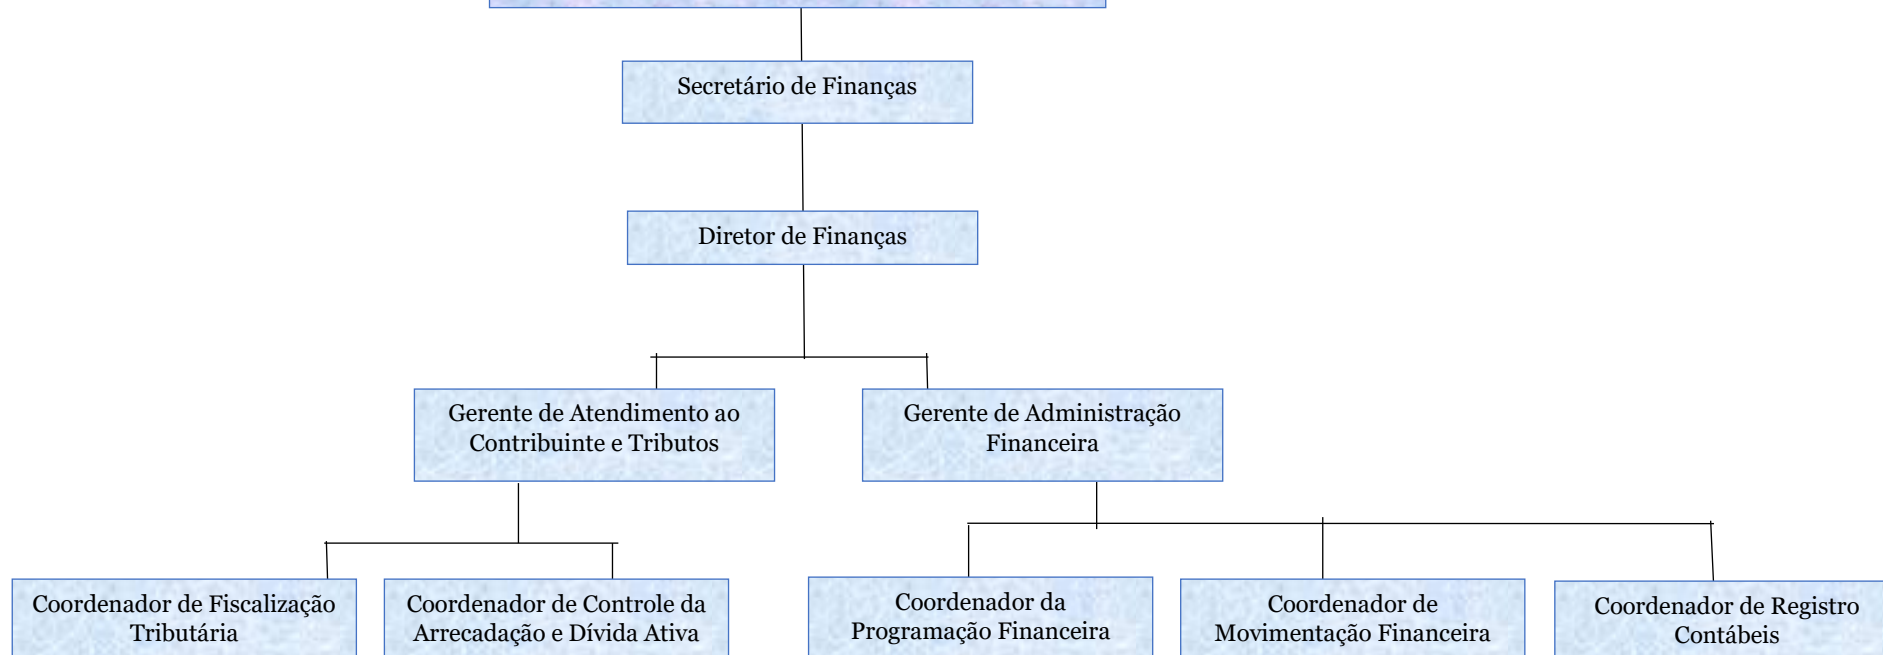 Secretário de Finanças
Diretor de Finanças
Gerente de Atendimento ao
Contribuinte e Tributos
Gerente de Administração
Financeira
Coordenador de Fiscalização
Tributária
Coordenador de Controle da
Arrecadação e Dívida Ativa
Coordenador da
Programação Financeira
Coordenador de
Movimentação Financeira
Coordenador de Registro
Contábeis